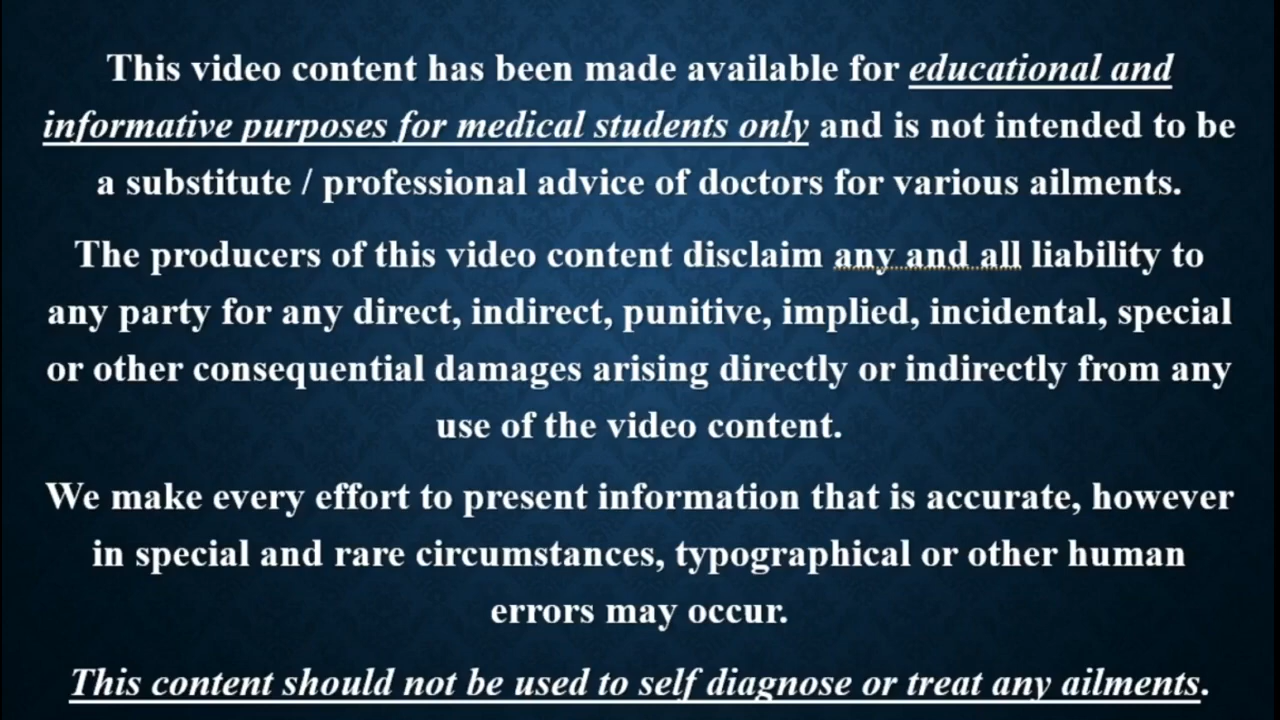 This video content has been made available for educational and
informative purposes for medical students only and is not intended to be
a substitute / professional advice of doctors for various ailments.
The producers of this video content disclaim any and all liability to
any party for any direct, indirect, punitive, implied, incidental, special
or other consequential damages arising directly or indirectly from any
use of the video content.
We make every effort to present information that is accurate, however
in special and rare circumstances, typographical or other human
errors may occur.
This content should not be used to self diagnose or treat any ailments.